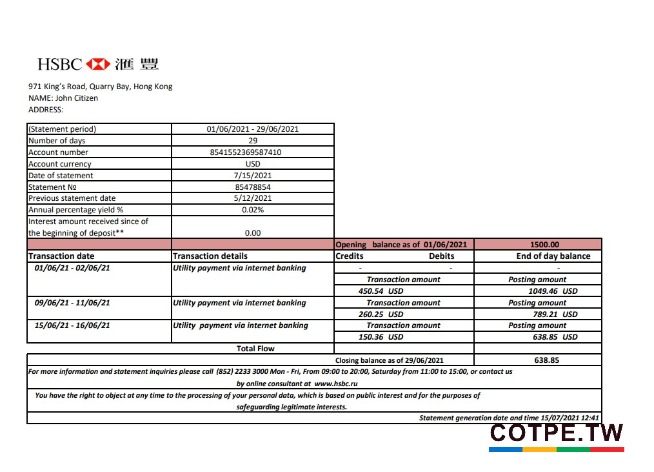 HSBC 滙豐
971 King's Road, Quarry Bay, Hong Kong
NAME: John Citizen
ADDRESS:
(Statement period) 01/06/2021 - 29/06/2021
Number of days 29
Account number 8541552369587410
Account currency USD
Date of statement 7/15/2021
Statement № 85478854
Previous statement date 5/12/2021
Annual percentage yield % 0.02%
Interest amount received since of
the beginning of deposit** 0.00
Opening balance as of 01/06/2021 1500.00
Transaction date Transaction details Credits Debits End of day balance
01/06/21 - 02/06/21 Utility payment via internet banking - - -
Transaction amount Posting amount
450.54 USD 1049.46 USD
09/06/21 - 11/06/21 Utility payment via internet banking Transaction amount Posting amount
260.25 USD 789.21 USD
15/06/21 - 16/06/21 Utility payment via internet banking Transaction amount Posting amount
150.36 USD 638.85 USD
Total Flow
Closing balance as of 29/06/2021 638.85
For more information and statement inquiries please call (852) 2233 3000 Mon - Fri, From 09:00 to 20:00, Saturday from 11:00 to 15:00, or contact us
by online consultant at www.hsbc.ru
You have the right to object at any time to the processing of your personal data, which is based on public interest and for the purposes of
safeguarding legitimate interests.
Statement generation date and time 15/07/2021 12:41
COTPE.TW